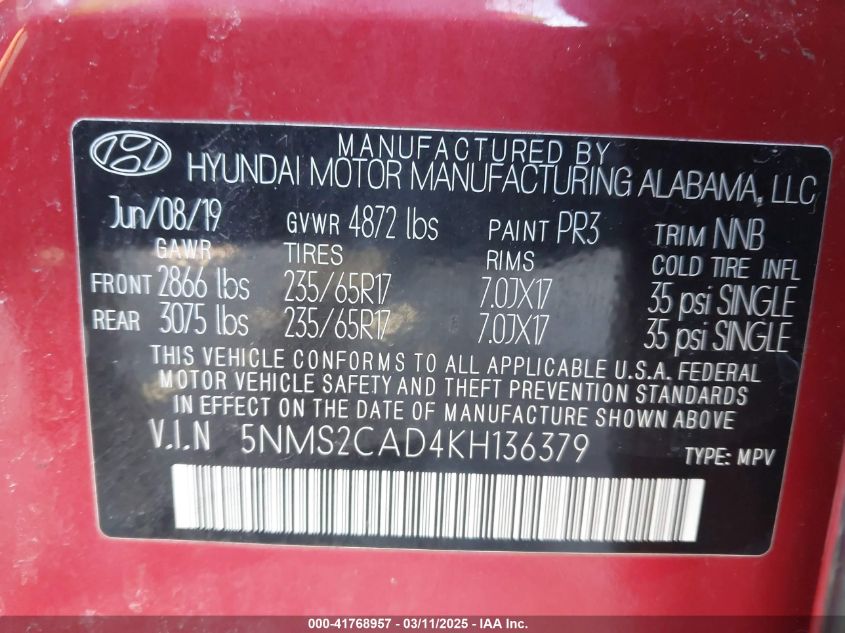 MANUFACTURED BY
HYUNDAI MOTOR MANUFACTURING ALABAMA, LLC
Jun/08/19 GVWR 4872 lbs PAINT PR3 TRIM NNB
GAWR TIRES RIMS COLD TIRE INFL
FRONT 2866 lbs 235/65R17 7.0JX17 35 psi SINGLE
REAR 3075 lbs 235/65R17 7.0JX17 35 psi SINGLE
THIS VEHICLE CONFORMS TO ALL APPLICABLE U.S.A. FEDERAL
MOTOR VEHICLE SAFETY AND THEFT PREVENTION STANDARDS
IN EFFECT ON THE DATE OF MANUFACTURE SHOWN ABOVE
V.I.N 5NMS2CAD4KH136379 TYPE: MPV
000-41768957 - 03/11/2025 - IAA Inc.